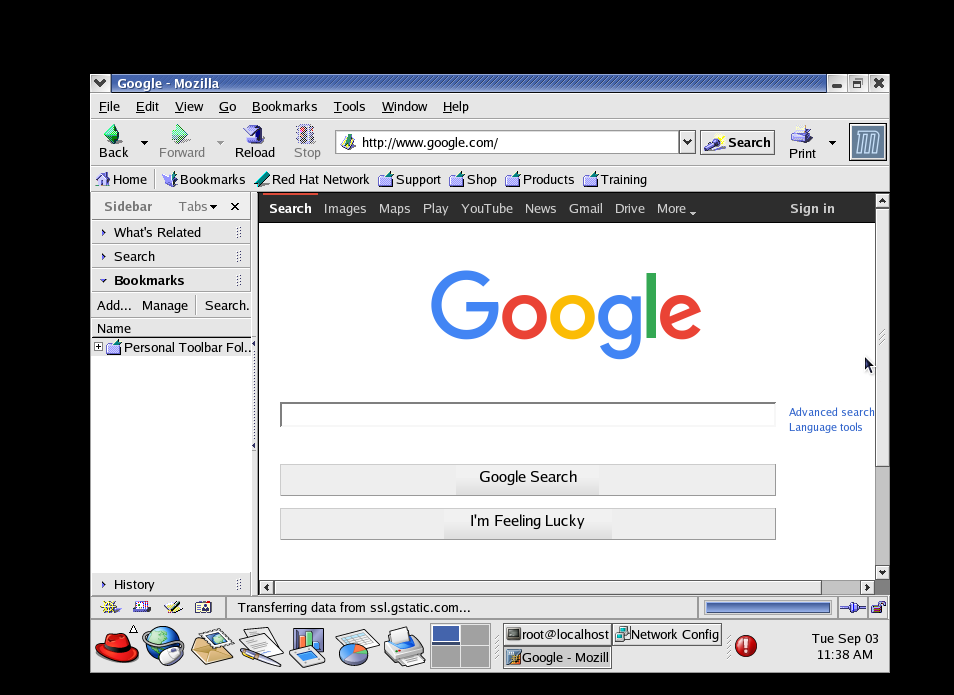 Google - Mozilla
File Edit View Go Bookmarks Tools Window Help
Back Forward Reload Stop http://www.google.com/ Search Print
Home Bookmarks Red Hat Network Support Shop Products Training
Sidebar Tabs
What's Related
Search
Bookmarks
Add... Manage Search.
Name
Personal Toolbar Fol...
History
Search Images Maps Play YouTube News Gmail Drive More Sign in
Google
Advanced search
Language tools
Google Search
I'm Feeling Lucky
Transferring data from ssl.gstatic.com...
root@localhost Network Config
Google - Mozill
Tue Sep 03
11:38 AM